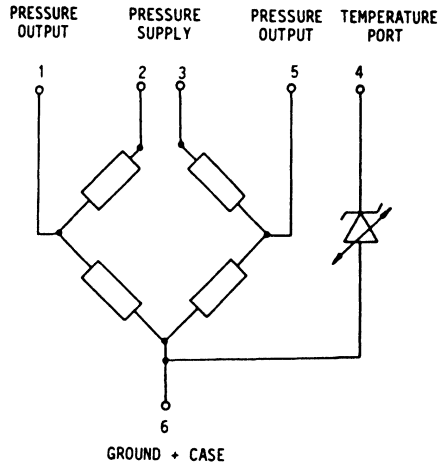 PRESSURE OUTPUT
PRESSURE SUPPLY
PRESSURE OUTPUT
TEMPERATURE PORT
1
2
3
5
4
6
GROUND + CASE